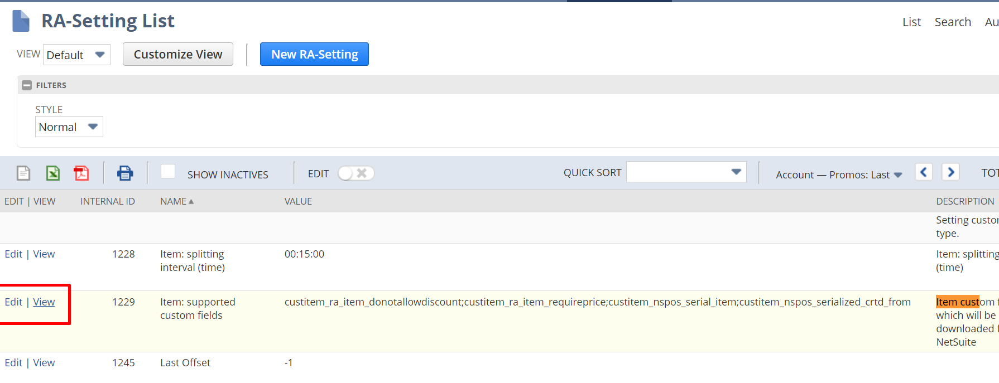 RA-Setting List
List Search Au
VIEW Default Customize View New RA-Setting
FILTERS
STYLE
Normal
SHOW INACTIVES EDIT QUICK SORT Account — Promos: Last TOT
EDIT | VIEW INTERNAL ID NAME VALUE DESCRIPTION
Setting custom
type.
Edit | View 1228 Item: splitting 00:15:00 Item: splitting
interval (time) (time)
Edit | View 1229 Item: supported custitem_ra_item_donotallowdiscount;custitem_ra_item_requireprice;custitem_nspos_serial_item;custitem_nspos_serialized_crtd_from Item custom f
custom fields which will be
downloaded f
NetSuite
Edit | View 1245 Last Offset -1